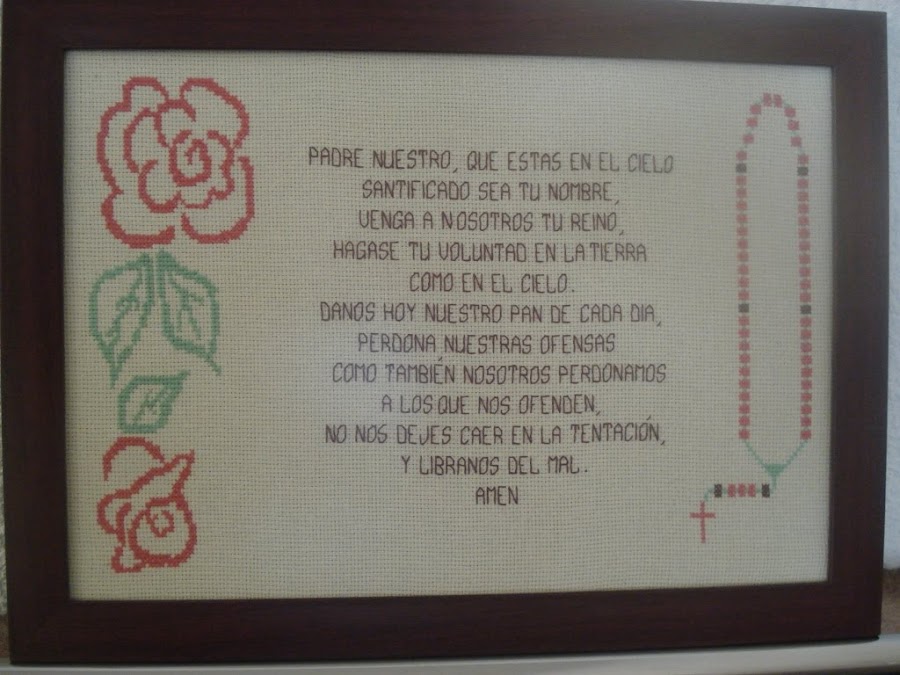 PADRE NUESTRO, QUE ESTAS EN EL CIELO
SANTIFICADO SEA TU NOMBRE,
VENGA A NOSOTROS TU REINO,
HAGASE TU VOLUNTAD EN LA TIERRA
COMO EN EL CIELO.
DANOS HOY NUESTRO PAN DE CADA DIA,
PERDONA NUESTRAS OFENSAS
COMO TAMBIÉN NOSOTROS PERDONAMOS
A LOS QUE NOS OFENDEN,
NO NOS DEJES CAER EN LA TENTACIÓN,
Y LIBRANOS DEL MAL.
AMEN